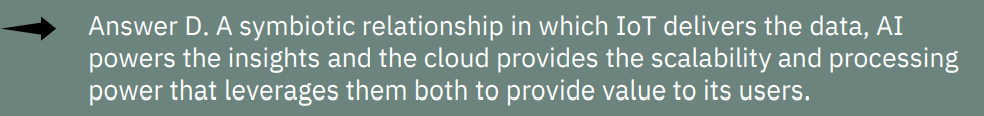 Answer D. A symbiotic relationship in which IoT delivers the data, AI
powers the insights and the cloud provides the scalability and processing
power that leverages them both to provide value to its users.